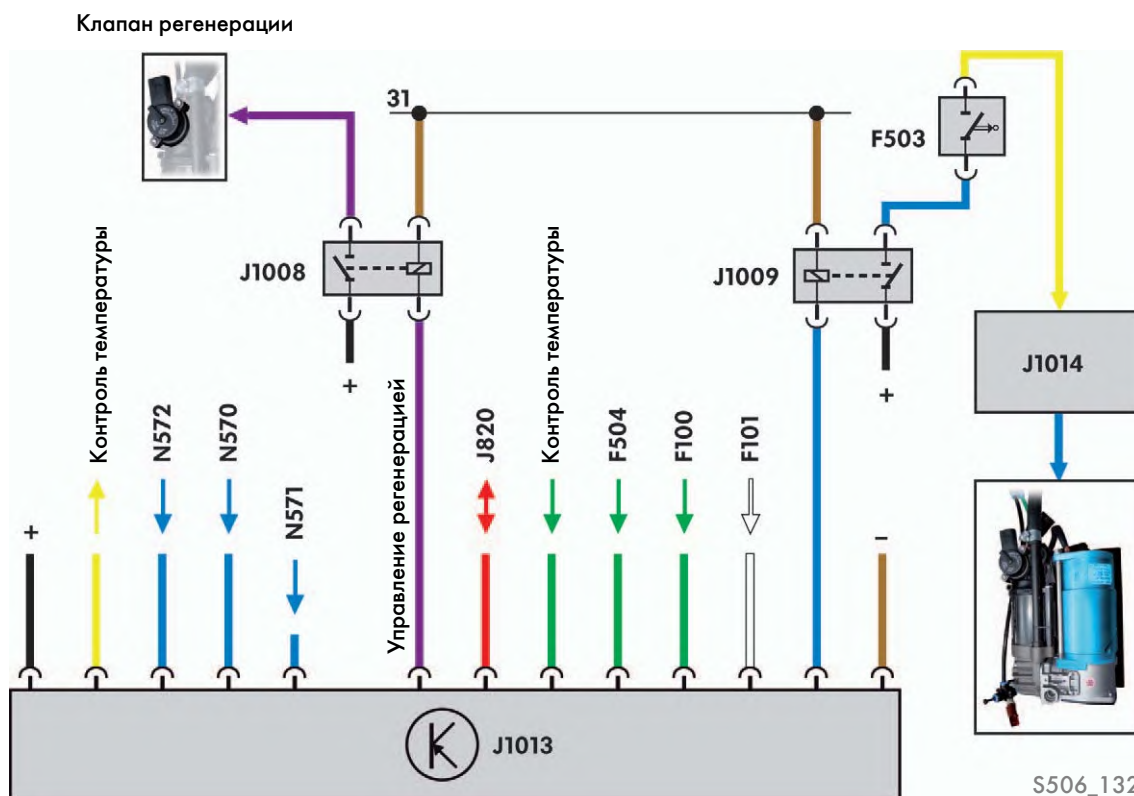 Клапан регенерации
31
F503
J1008
J1009
J1014
+
+
Контроль температуры
N572
N570
N571
Управление регенерацией
J820
Контроль температуры
F504
F100
F101
+
–
J1013
S506_132